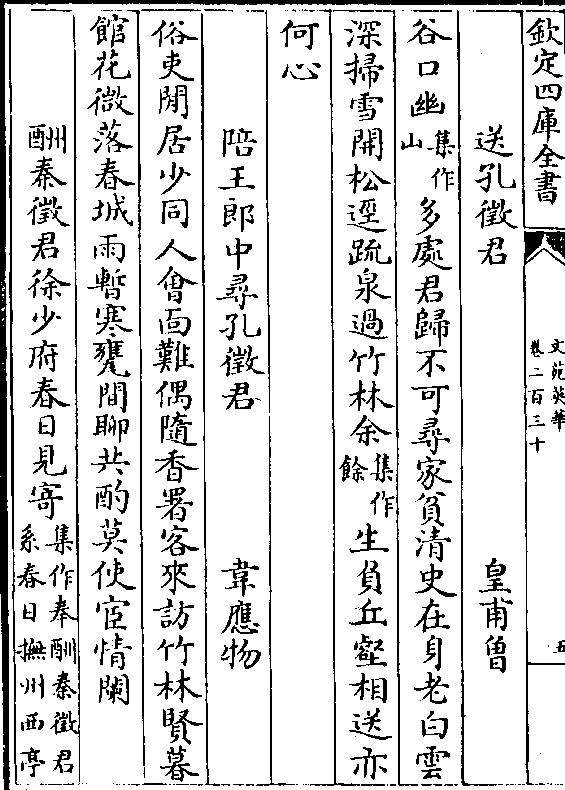 欽定四庫全書
文苑英華
卷二百三十
五
送孔徵君
皇甫曾
谷口幽集作山多處君歸不可尋家貧清史在身老白雲
深掃雪開松逕疏泉過竹林余集作餘生負丘壑相送亦
何心
陪王郎中尋孔徵君
韋應物
俗吏閒居少同人會面難偶隨香署客來訪竹林賢暮
館花微落春城雨暫寒甕間聊共酌莫使宦情闌
酬秦徵君徐少府春日見寄集作奉酬秦徵君系春日撫州西亭